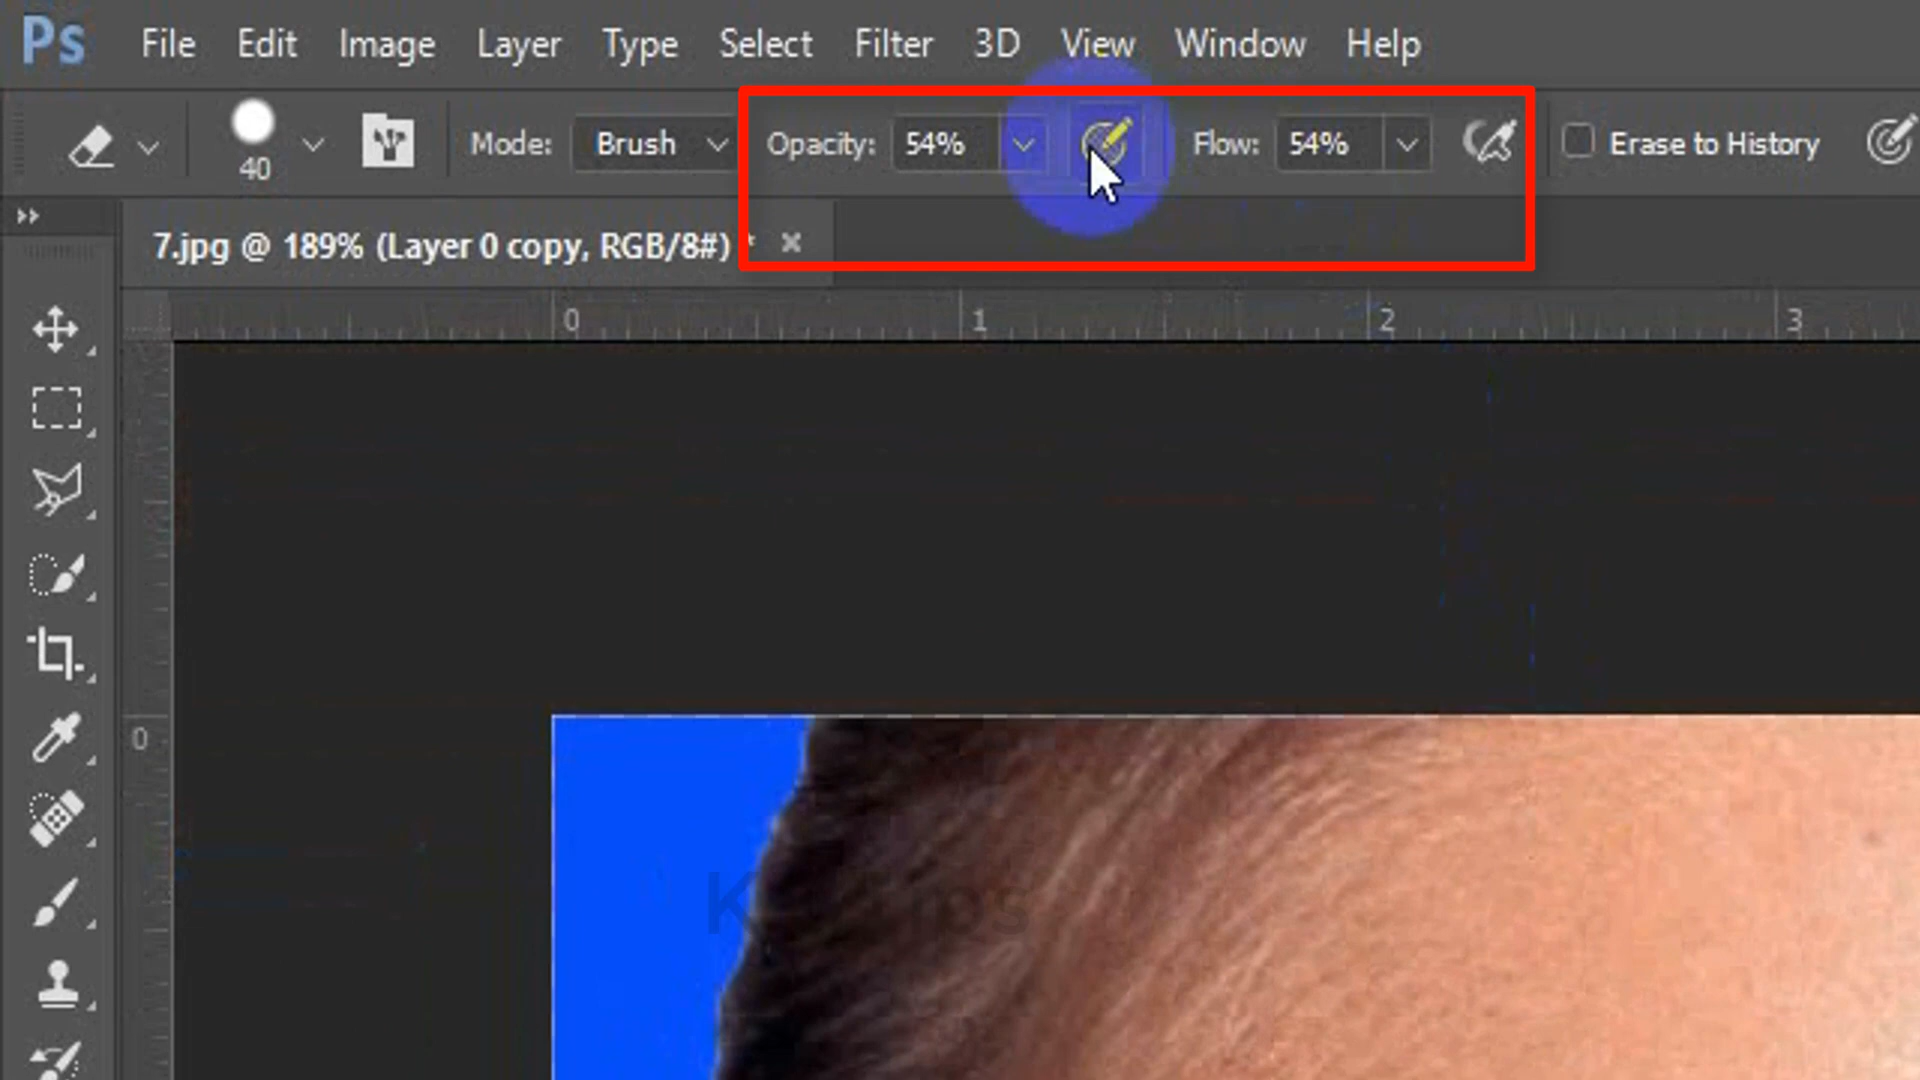 Ps File Edit Image Layer Type Select Filter 3D View Window Help
40 Mode: Brush Opacity: 54% Flow: 54% Erase to History
7.jpg @ 189% (Layer 0 copy, RGB/8#) *
0 1 2 3
0